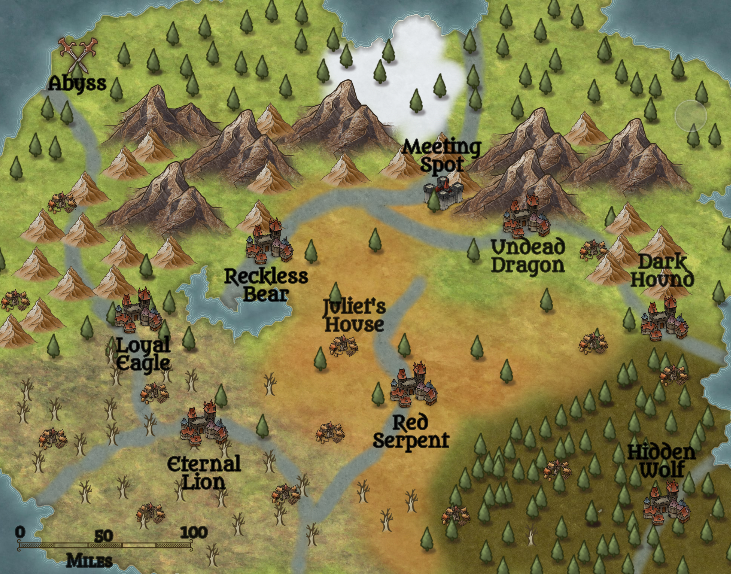 Abyss
Meeting
Spot
Undead
Dragon
Dark
Hound
Reckless
Bear
Juliet's
House
Loyal
Eagle
Red
Serpent
Eternal
Lion
Hidden
Wolf
0 50 100
Miles